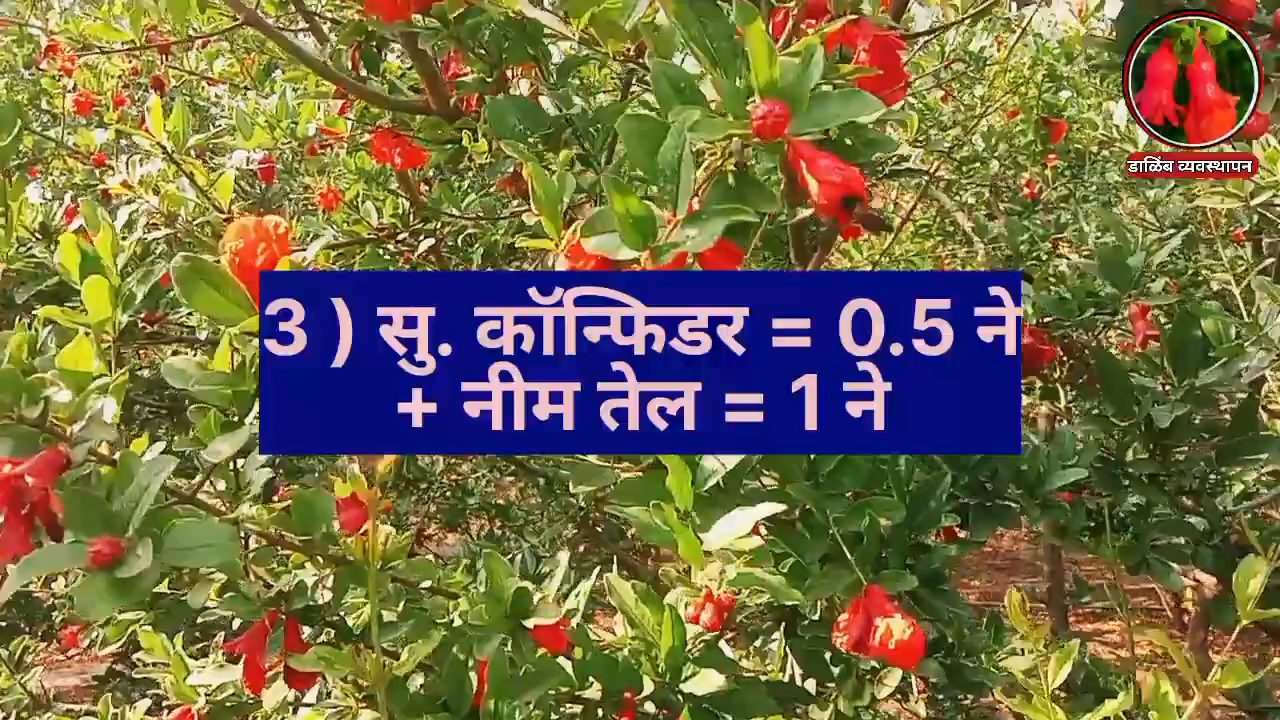 डाळिंब व्यवस्थापन
3 ) सु. कॉन्फिडर = 0.5 ने
+ नीम तेल = 1 ने